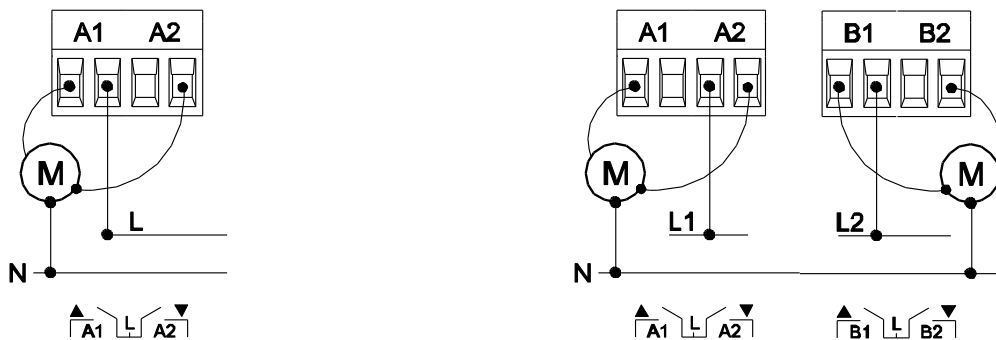 A1 A2 A1 A2 B1 B2
M M M
L L1 L2
N N
A1 L A2 A1 L A2 B1 L B2